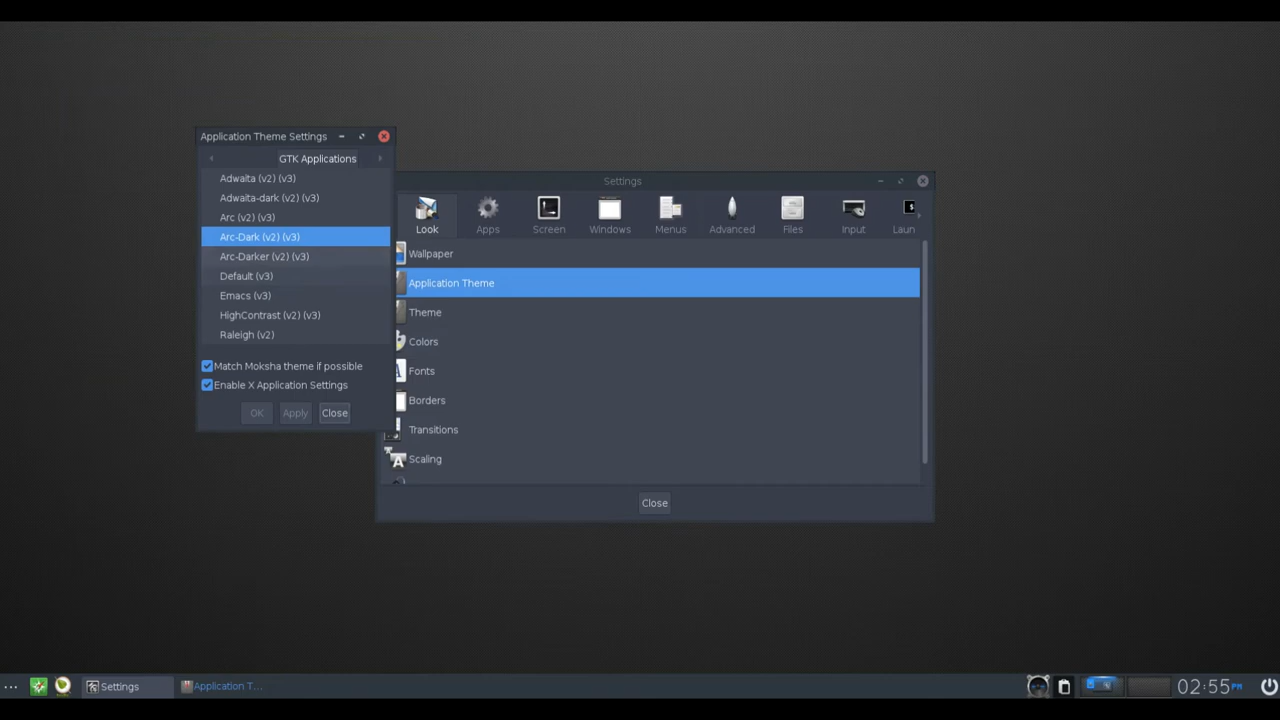 Application Theme Settings
GTK Applications
Adwaita (v2) (v3)
Adwaita-dark (v2) (v3)
Arc (v2) (v3)
Arc-Dark (v2) (v3)
Arc-Darker (v2) (v3)
Default (v3)
Emacs (v3)
HighContrast (v2) (v3)
Raleigh (v2)
Match Moksha theme if possible
Enable X Application Settings
OK Apply Close
Settings
Look Apps Screen Windows Menus Advanced Files Input Laun
Wallpaper
Application Theme
Theme
Colors
Fonts
Borders
Transitions
Scaling
Close
Settings Application T... 02:55 PM